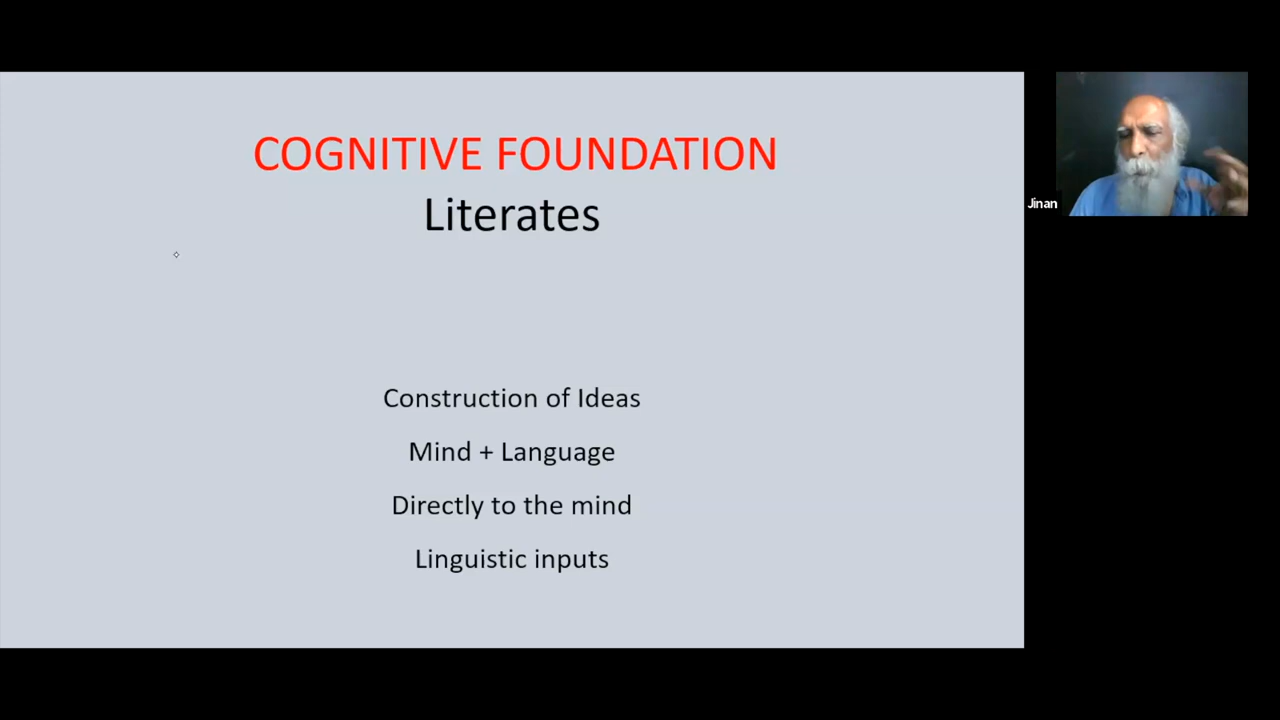 COGNITIVE FOUNDATION
Literates
Construction of Ideas
Mind + Language
Directly to the mind
Linguistic inputs
Jinan